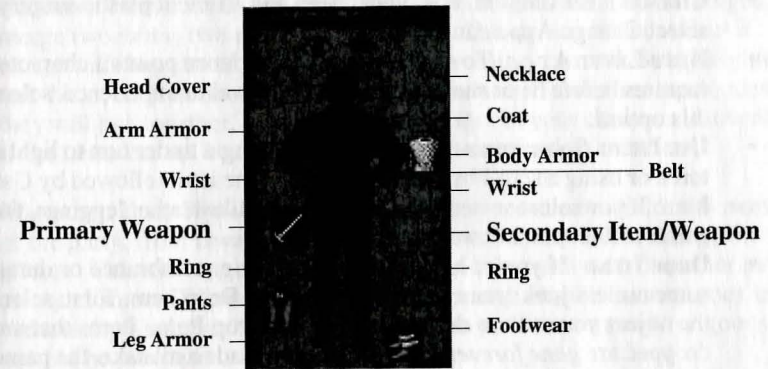 Head Cover
Arm Armor
Wrist
Primary Weapon
Ring
Pants
Leg Armor
Necklace
Coat
Body Armor
Belt
Wrist
Secondary Item/Weapon
Ring
Footwear